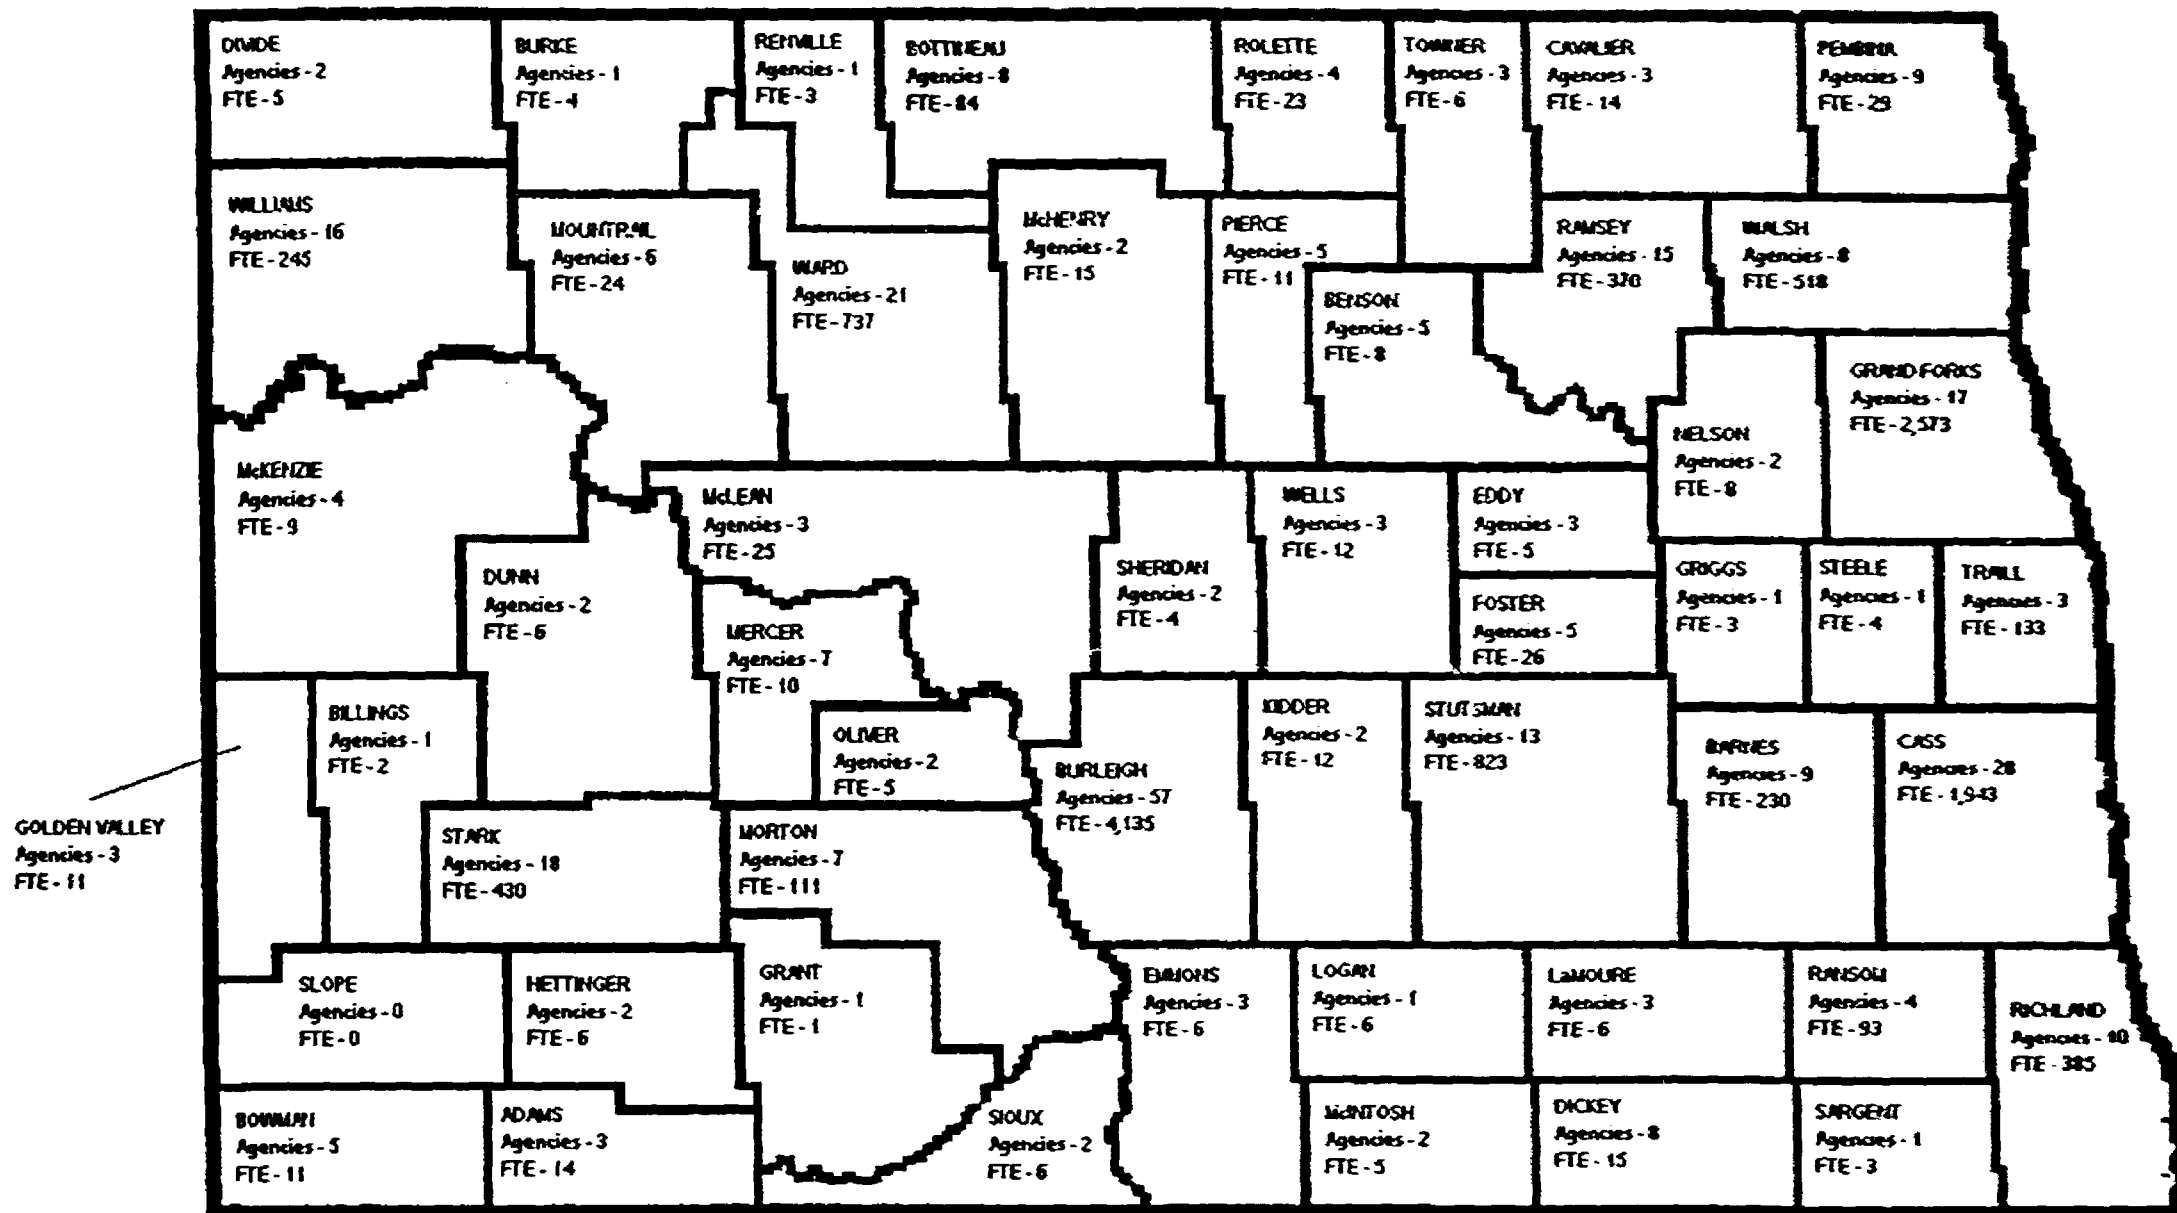 DIVIDE
Agencies - 2
FTE - 5
BURKE
Agencies - 1
FTE - 4
RENVILLE
Agencies - 1
FTE - 3
BOTTINEAU
Agencies - 8
FTE - 84
ROLETTE
Agencies - 4
FTE - 23
TOWNER
Agencies - 3
FTE - 6
CAVALIER
Agencies - 3
FTE - 14
PEMBINA
Agencies - 9
FTE - 29
WILLIAMS
Agencies - 16
FTE - 245
MOUNTRAIL
Agencies - 6
FTE - 24
WARD
Agencies - 21
FTE - 737
McHENRY
Agencies - 2
FTE - 15
PIERCE
Agencies - 5
FTE - 11
BENSON
Agencies - 5
FTE - 8
RAMSEY
Agencies - 15
FTE - 370
WALSH
Agencies - 8
FTE - 518
GRAND FORKS
Agencies - 17
FTE - 2,573
NELSON
Agencies - 2
FTE - 8
McKENZIE
Agencies - 4
FTE - 9
McLEAN
Agencies - 3
FTE - 25
WELLS
Agencies - 3
FTE - 12
EDDY
Agencies - 3
FTE - 5
DUNN
Agencies - 2
FTE - 6
SHERIDAN
Agencies - 2
FTE - 4
FOSTER
Agencies - 5
FTE - 26
GRIGGS
Agencies - 1
FTE - 3
STEELE
Agencies - 1
FTE - 4
TRAILL
Agencies - 3
FTE - 133
MERCER
Agencies - 7
FTE - 10
BILLINGS
Agencies - 1
FTE - 2
OLIVER
Agencies - 2
FTE - 5
BURLEIGH
Agencies - 57
FTE - 4,135
KIDDER
Agencies - 2
FTE - 12
STUTSMAN
Agencies - 13
FTE - 823
BARNES
Agencies - 9
FTE - 230
CASS
Agencies - 28
FTE - 1,943
GOLDEN VALLEY
Agencies - 3
FTE - 11
STARK
Agencies - 18
FTE - 430
MORTON
Agencies - 7
FTE - 111
SLOPE
Agencies - 0
FTE - 0
HETTINGER
Agencies - 2
FTE - 6
GRANT
Agencies - 1
FTE - 1
EMMONS
Agencies - 3
FTE - 6
LOGAN
Agencies - 1
FTE - 6
LaMOURE
Agencies - 3
FTE - 6
RANSOM
Agencies - 4
FTE - 93
RICHLAND
Agencies - 10
FTE - 385
BOWMAN
Agencies - 5
FTE - 11
ADAMS
Agencies - 3
FTE - 14
SIOUX
Agencies - 2
FTE - 6
McINTOSH
Agencies - 2
FTE - 5
DICKEY
Agencies - 8
FTE - 15
SARGENT
Agencies - 1
FTE - 3